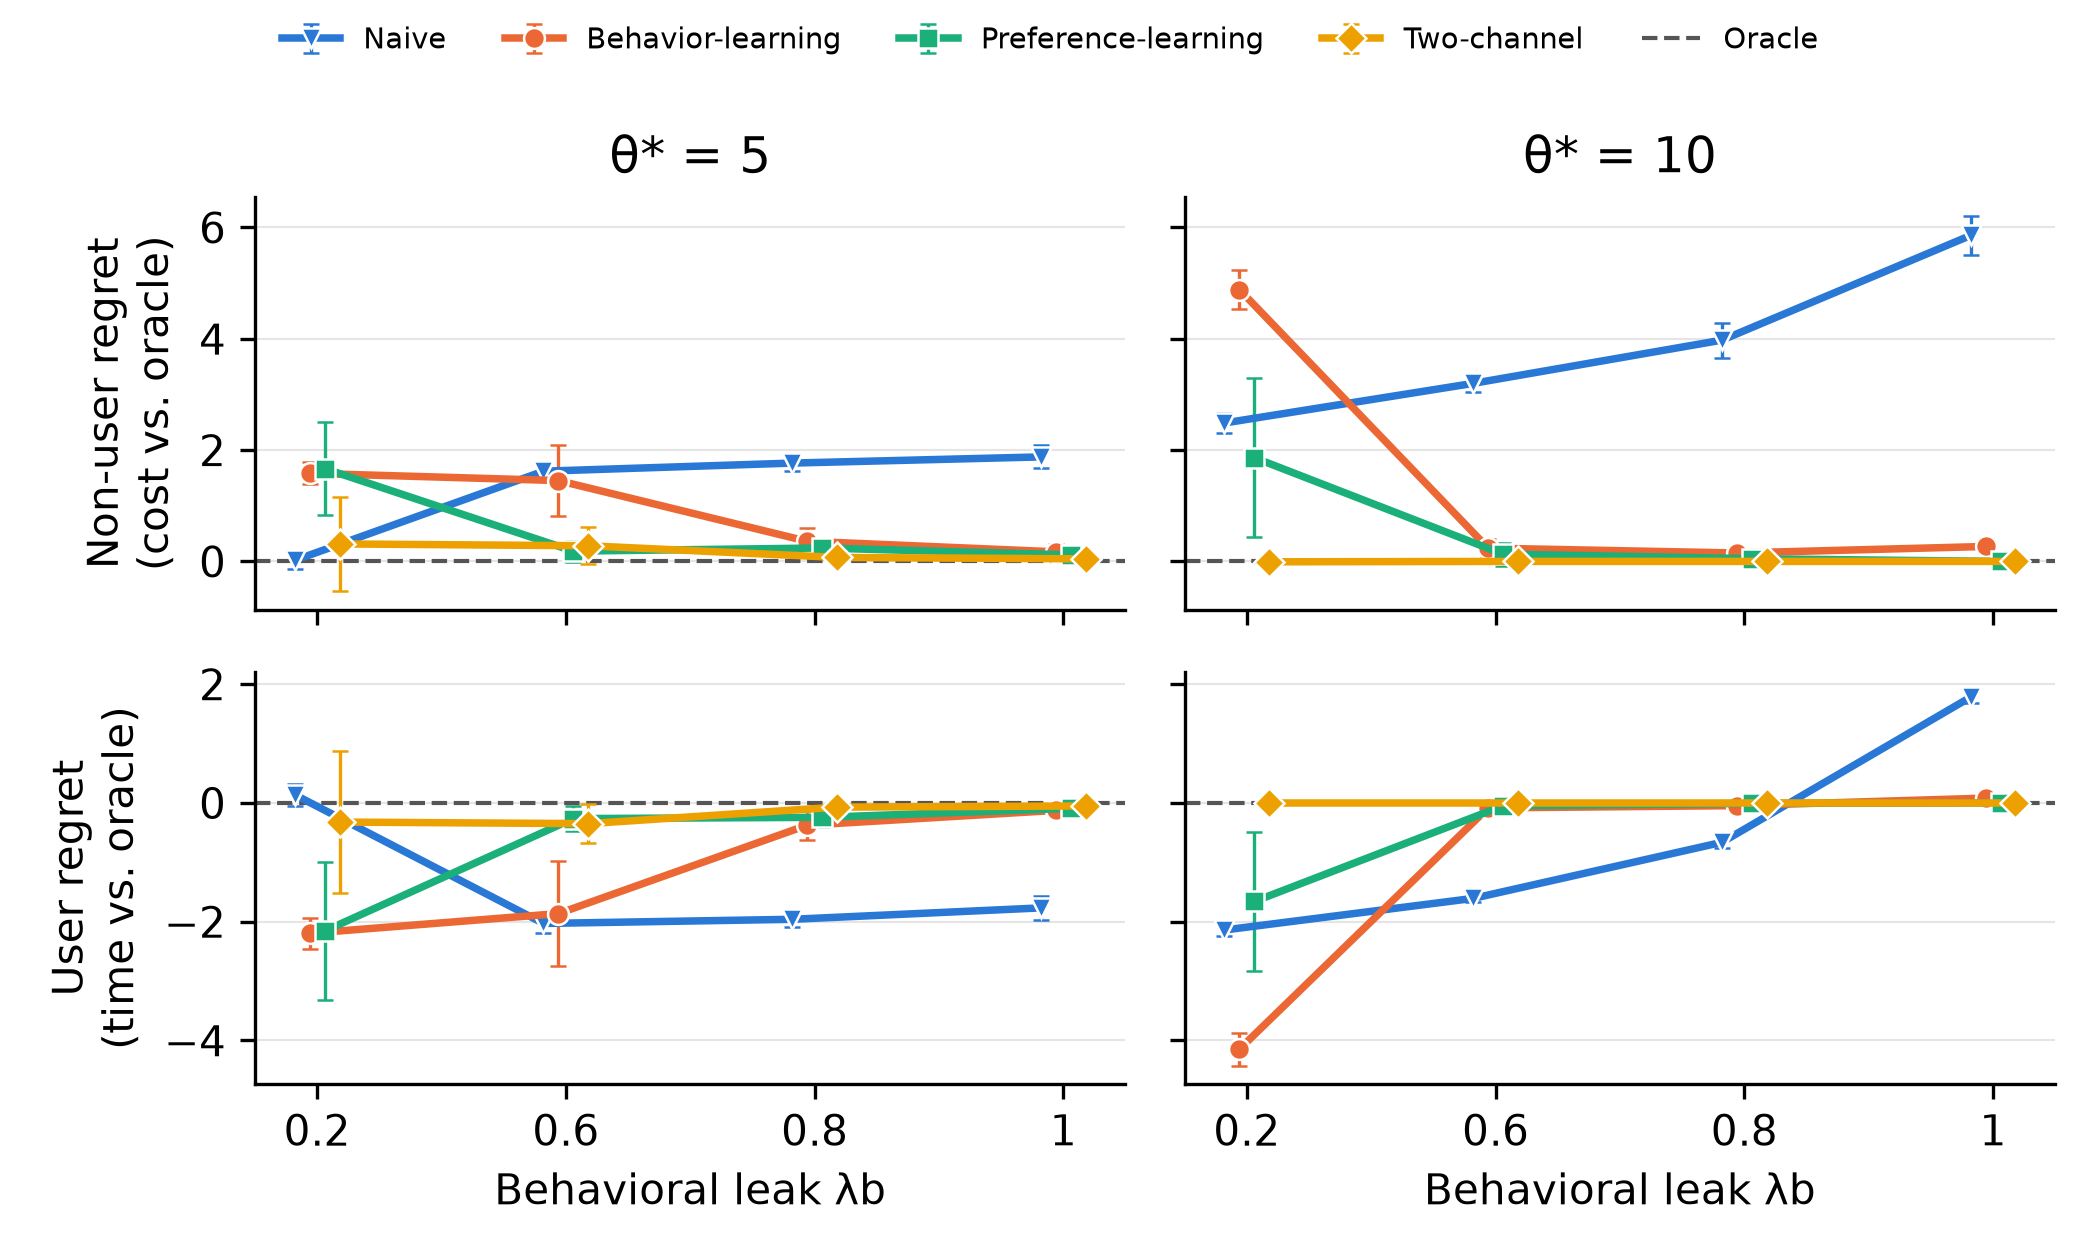 Naive Behavior-learning Preference-learning Two-channel Oracle
θ* = 5
θ* = 10
Non-user regret
(cost vs. oracle)
6
4
2
0
User regret
(time vs. oracle)
2
0
−2
−4
0.2 0.6 0.8 1
0.2 0.6 0.8 1
Behavioral leak λb
Behavioral leak λb